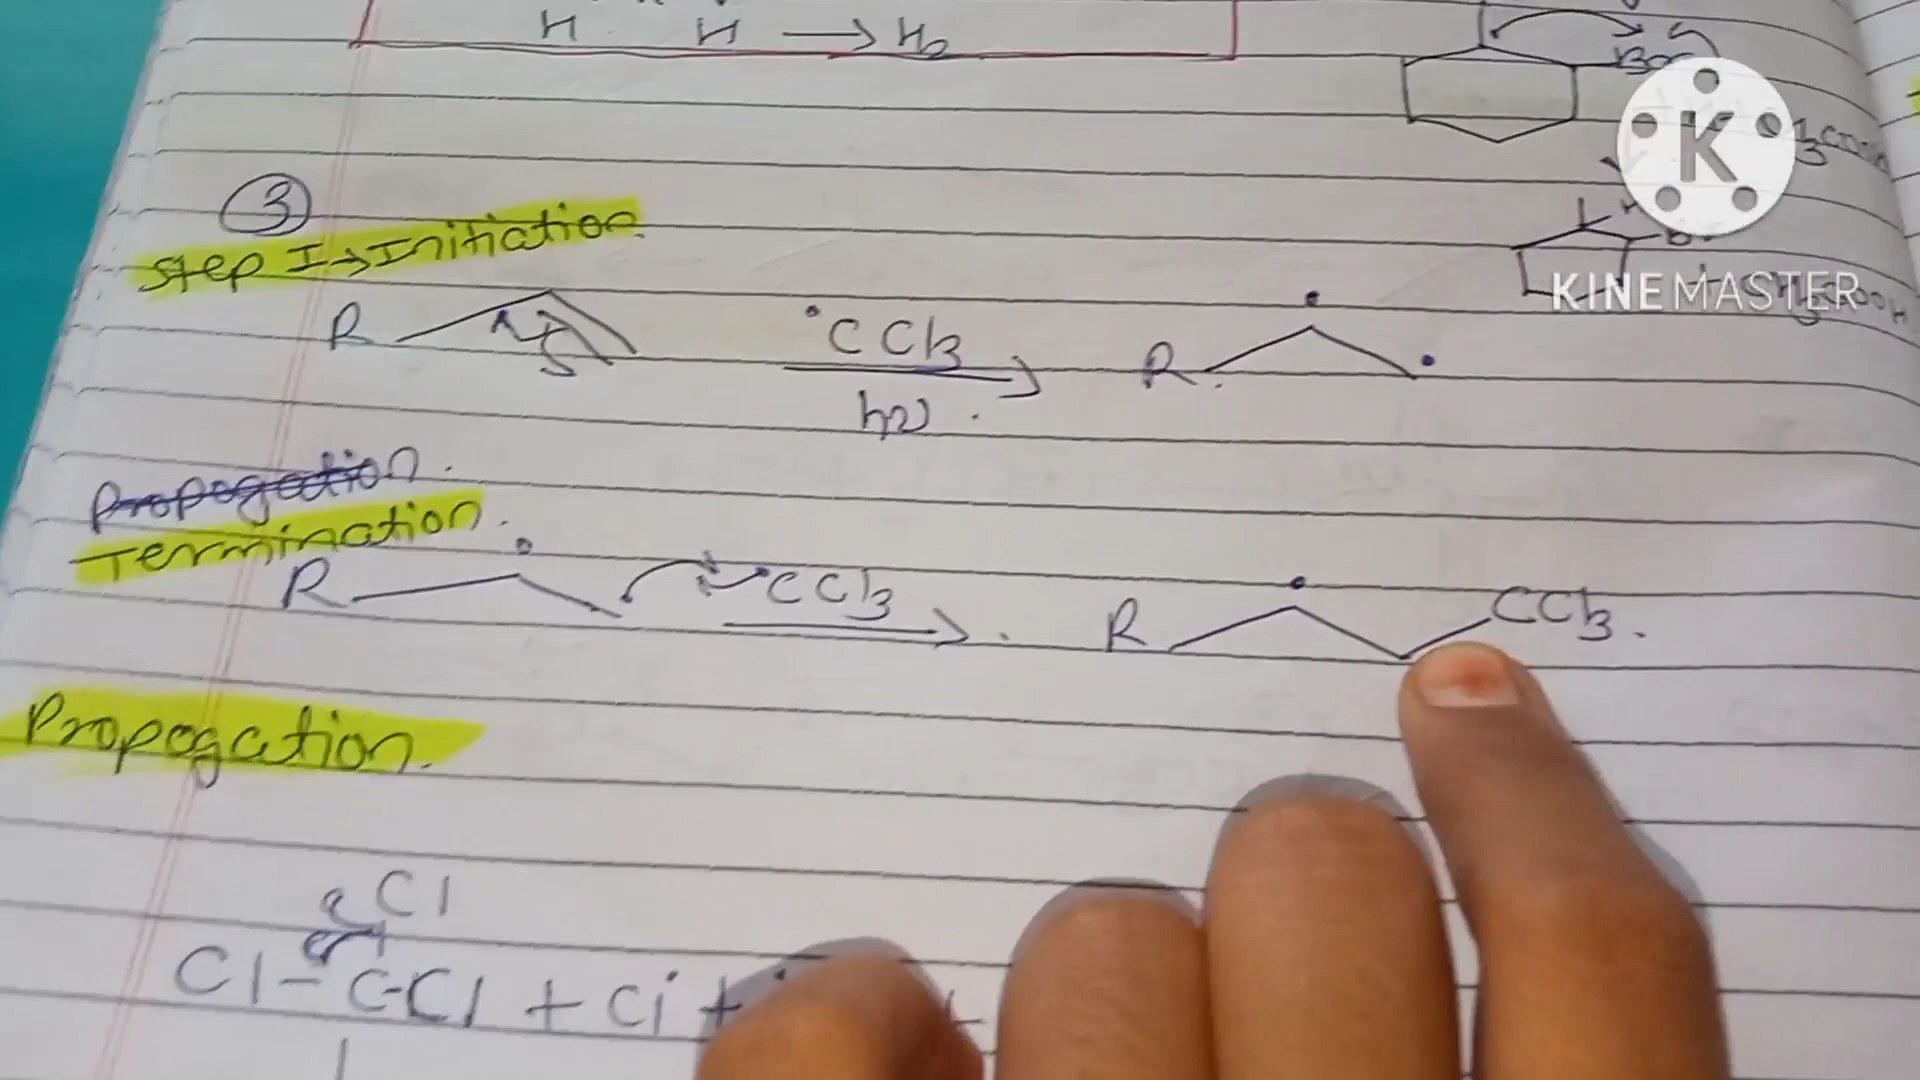 H H → H2
3
Step I → Initiation
R •CCl3 hν R
Propogation.
Termination.
R CCl3 R CCl3.
Propogation.
Cl
Cl - C - Cl + Cl +
K
KINEMASTER